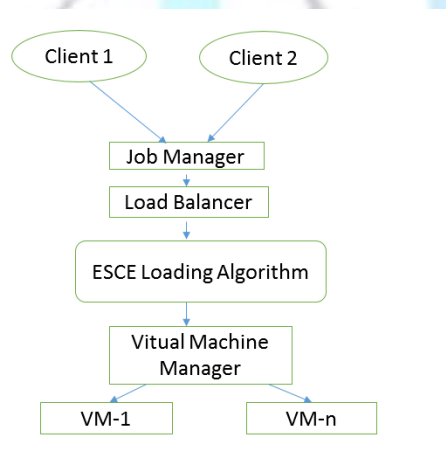 Client 1
Client 2
Job Manager
Load Balancer
ESCE Loading Algorithm
Vitual Machine
Manager
VM-1
VM-n